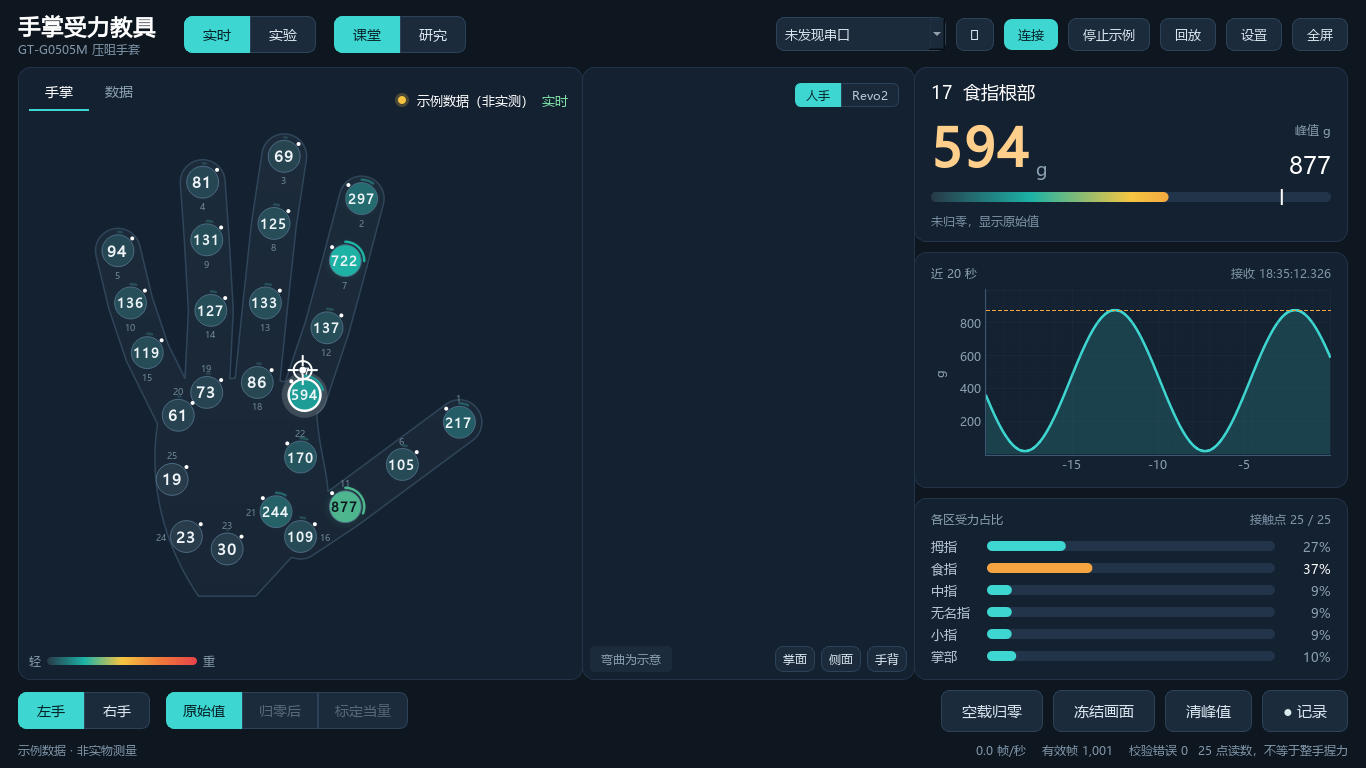 手掌受力教具
GT-G0505M 压阻手套
实时 实验 课堂 研究
未发现串口
连接 停止示例 回放 设置 全屏
手掌 数据
示例数据（非实测） 实时
69
3
81
4
297
2
125
8
131
9
94
5
722
7
136
10
133
13
127
14
137
12
119
15
19
73
86
18
594
20
61
1
217
22
170
6
105
25
19
11
877
21
244
24
23
23
30
109
16
轻 重
人手 Revo2
弯曲为示意
掌面 侧面 手背
17 食指根部
594 g
峰值 g
877
未归零，显示原始值
近 20 秒 接收 18:35:12.326
800
600
400
200
g
-15 -10 -5
各区受力占比 接触点 25 / 25
拇指 27%
食指 37%
中指 9%
无名指 9%
小指 9%
掌部 10%
左手 右手 原始值 归零后 标定当量
空载归零 冻结画面 清峰值 ● 记录
示例数据 · 非实物测量
0.0 帧/秒 有效帧 1,001 校验错误 0 25 点读数，不等于整手握力